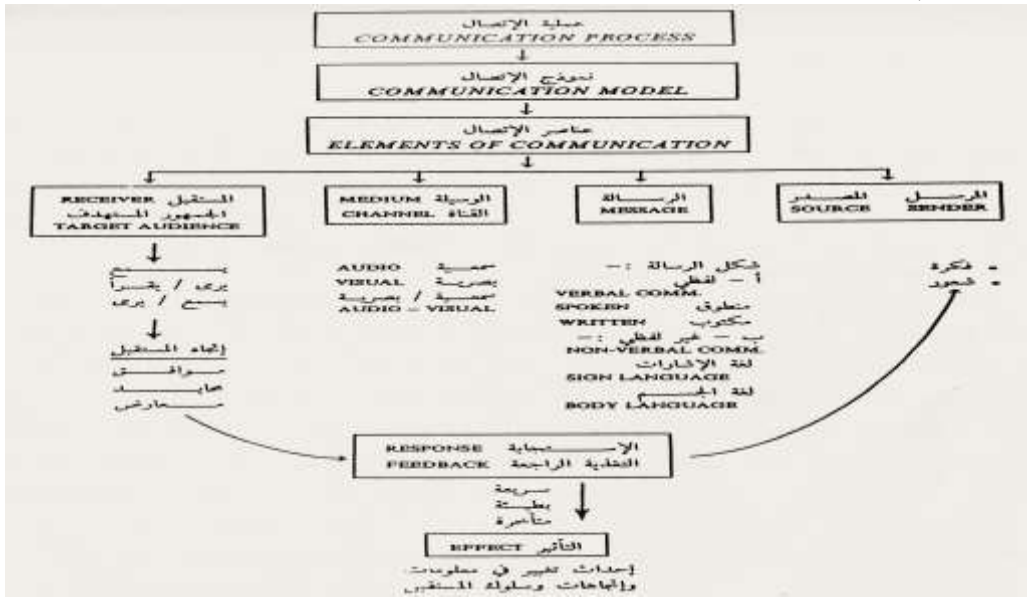 عملية الإتصال
COMMUNICATION PROCESS
نموذج الإتصال
COMMUNICATION MODEL
عناصر الإتصال
ELEMENTS OF COMMUNICATION
المرسل المصدر
SOURCE SENDER
الرسالة
MESSAGE
الوسيلة MEDIUM
القناة CHANNEL
المستقبل RECEIVER
الجمهور المستهدف
TARGET AUDIENCE
• فكرة
• شعور
شكل الرسالة :-
أ - لفظي
VERBAL COMM.
منطوق SPOKEN
مكتوب WRITTEN
ب - غير لفظي :-
NON-VERBAL COMM.
لغة الإشارات
SIGN LANGUAGE
لغة الجسم
BODY LANGUAGE
سمعية AUDIO
بصرية VISUAL
سمعية / بصرية
AUDIO - VISUAL
يسمع
يرى / يقرأ
يسمع / يرى
إتجاه المستقبل
موافق
محايد
معارض
الإستجابة RESPONSE
التغذية الراجعة FEEDBACK
سريعة
بطيئة
متأخرة
التأثير EFFECT
إحداث تغيير في معلومات
وإتجاهات وسلوك المستقبل